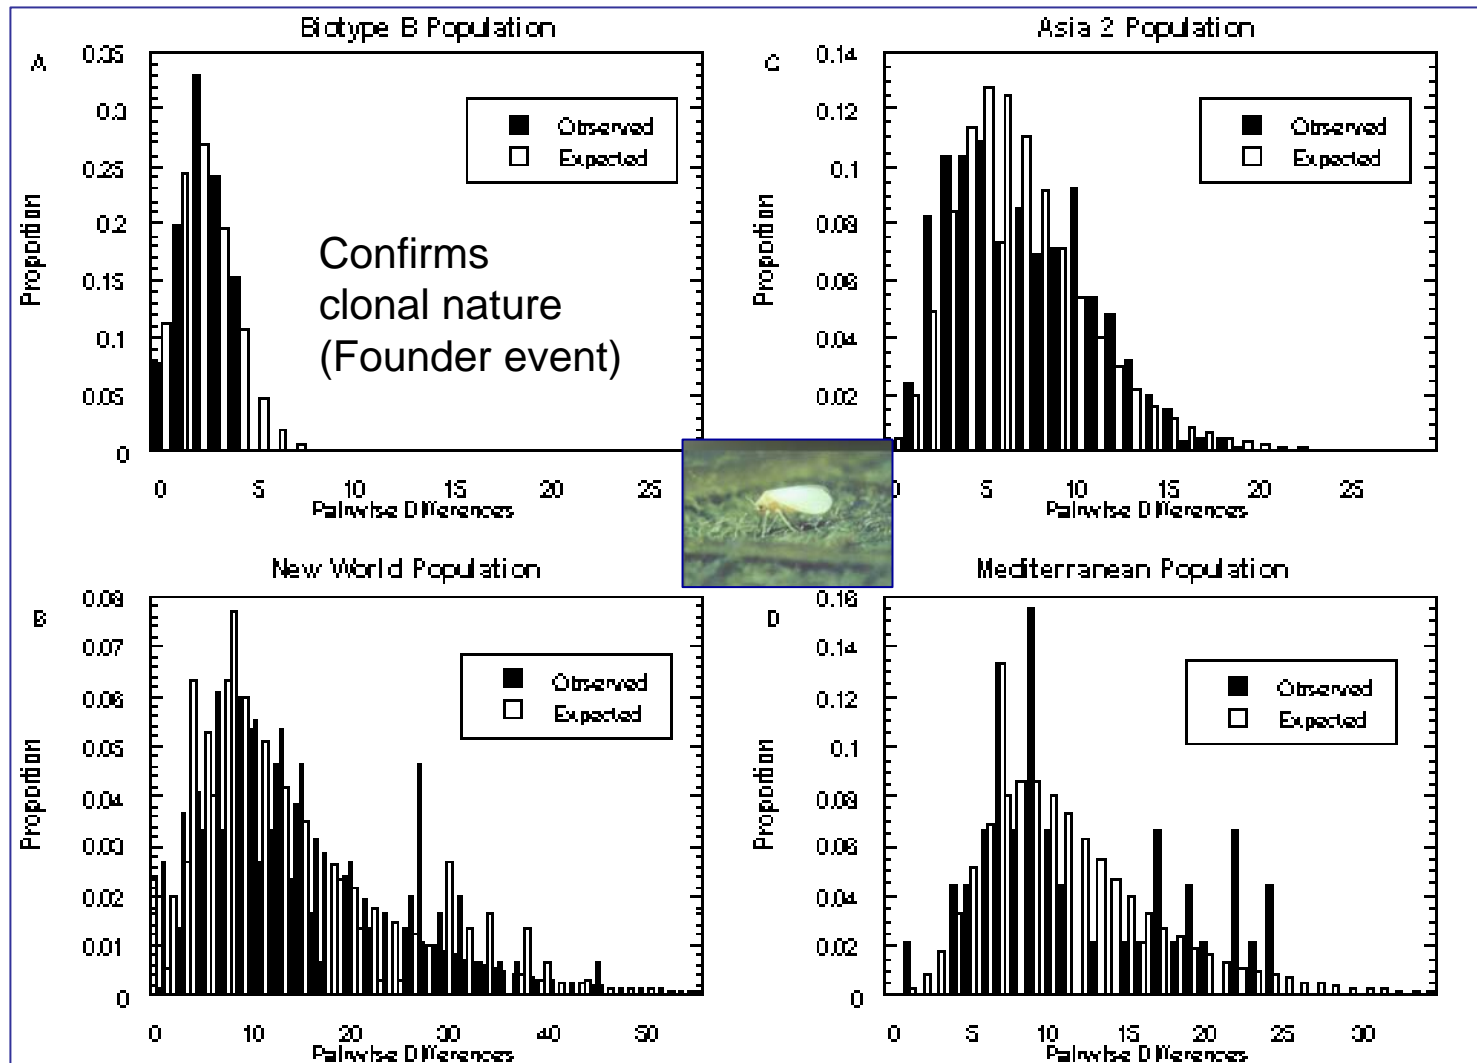 Biotype B Population
A
0.35
0.3
0.25
0.2
0.15
0.1
0.05
0
Proportion
Observed
Expected
Confirms
clonal nature
(Founder event)
0 5 10 15 20 25
Pairwise Differences
Asia 2 Population
C
0.14
0.12
0.1
0.08
0.06
0.04
0.02
Proportion
Observed
Expected
0 5 10 15 20 25
Pairwise Differences
New World Population
B
0.08
0.07
0.06
0.05
0.04
0.03
0.02
0.01
0
Proportion
Observed
Expected
0 10 20 30 40 50
Pairwise Differences
Mediterranean Population
D
0.16
0.14
0.12
0.1
0.08
0.06
0.04
0.02
0
Proportion
Observed
Expected
0 5 10 15 20 25 30
Pairwise Differences